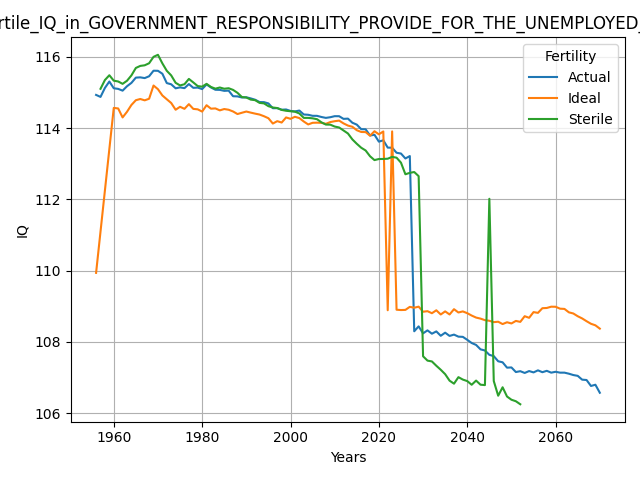 rtile_IQ_in_GOVERNMENT_RESPONSIBILITY_PROVIDE_FOR_THE_UNEMPLOYED_
Fertility
Actual
Ideal
Sterile
116
114
112
110
108
106
IQ
1960
1980
2000
2020
2040
2060
Years